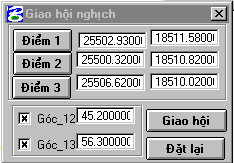 Giao hội nghịch
Điểm 1 25502.9300 18511.5800
Điểm 2 25500.3200 18510.8200
Điểm 3 25506.6200 18510.0200
Góc_12 45.200000 Giao hội
Góc_13 56.300000 Đặt lại